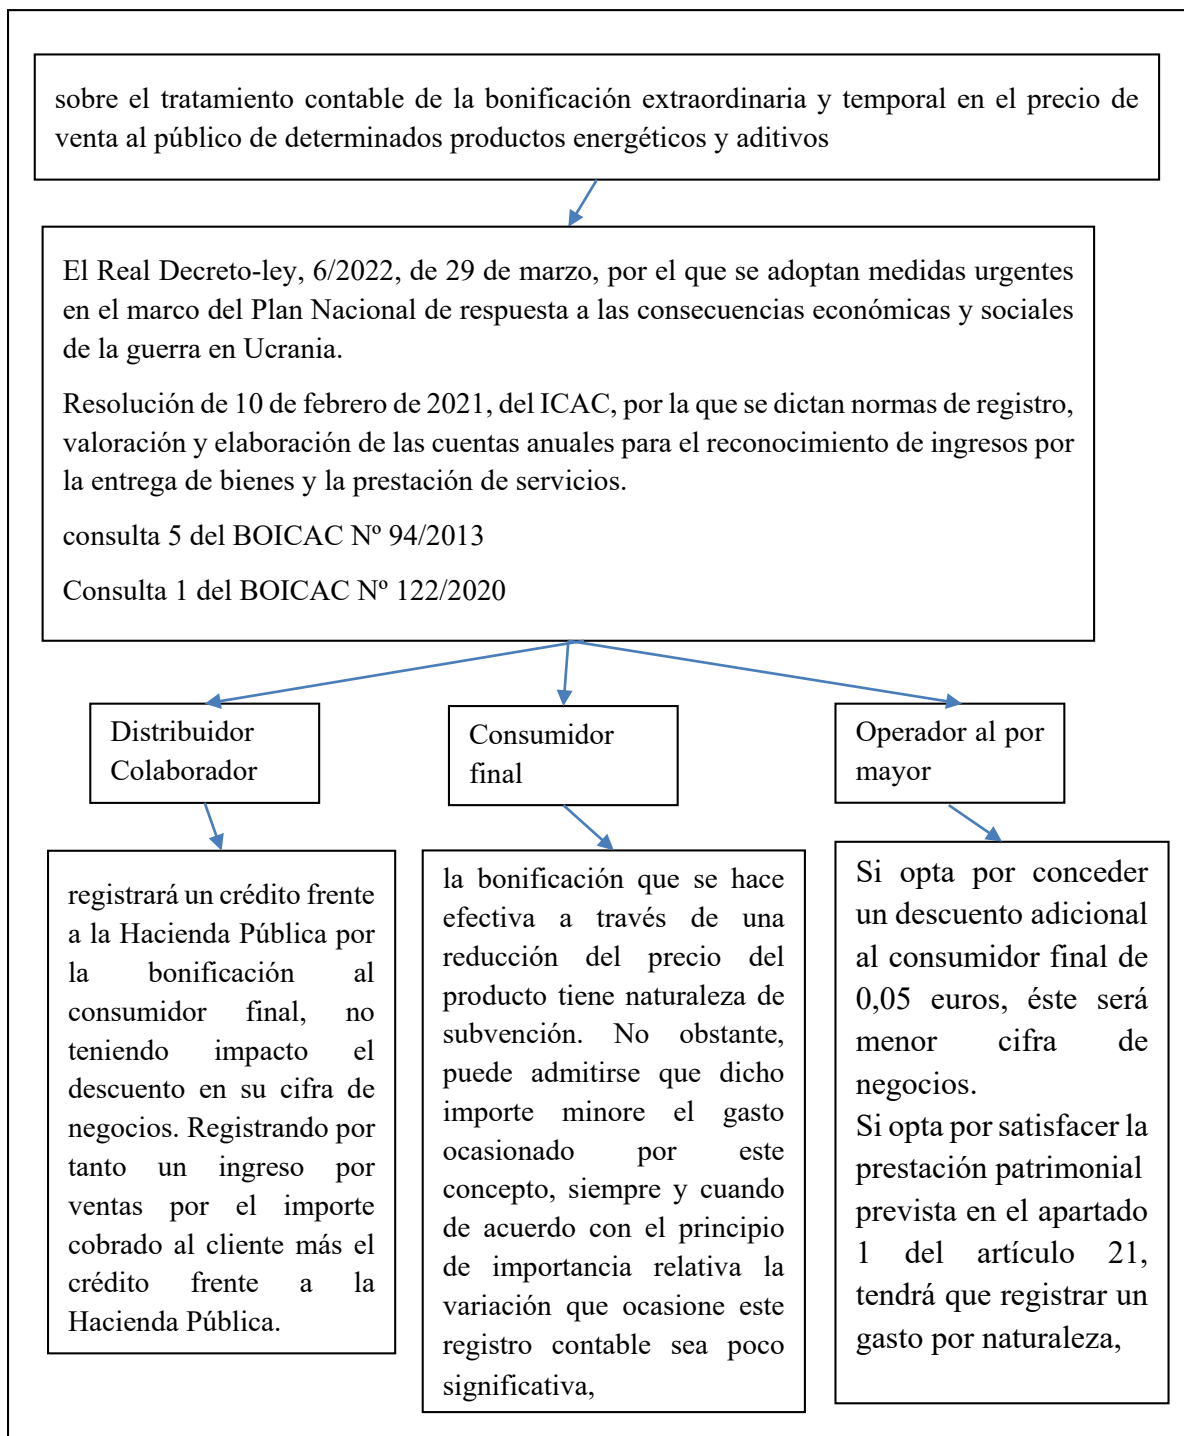 sobre el tratamiento contable de la bonificación extraordinaria y temporal en el precio de
venta al público de determinados productos energéticos y aditivos
El Real Decreto-ley, 6/2022, de 29 de marzo, por el que se adoptan medidas urgentes
en el marco del Plan Nacional de respuesta a las consecuencias económicas y sociales
de la guerra en Ucrania.
Resolución de 10 de febrero de 2021, del ICAC, por la que se dictan normas de registro,
valoración y elaboración de las cuentas anuales para el reconocimiento de ingresos por
la entrega de bienes y la prestación de servicios.
consulta 5 del BOICAC Nº 94/2013
Consulta 1 del BOICAC Nº 122/2020
Distribuidor
Colaborador
Consumidor
final
Operador al por
mayor
registrará un crédito frente
a la Hacienda Pública por
la bonificación al
consumidor final, no
teniendo impacto el
descuento en su cifra de
negocios. Registrando por
tanto un ingreso por
ventas por el importe
cobrado al cliente más el
crédito frente a la
Hacienda Pública.
la bonificación que se hace
efectiva a través de una
reducción del precio del
producto tiene naturaleza de
subvención. No obstante,
puede admitirse que dicho
importe minore el gasto
ocasionado por este
concepto, siempre y cuando
de acuerdo con el principio
de importancia relativa la
variación que ocasione este
registro contable sea poco
significativa,
Si opta por conceder
un descuento adicional
al consumidor final de
0,05 euros, éste será
menor cifra de
negocios.
Si opta por satisfacer la
prestación patrimonial
prevista en el apartado
1 del artículo 21,
tendrá que registrar un
gasto por naturaleza,